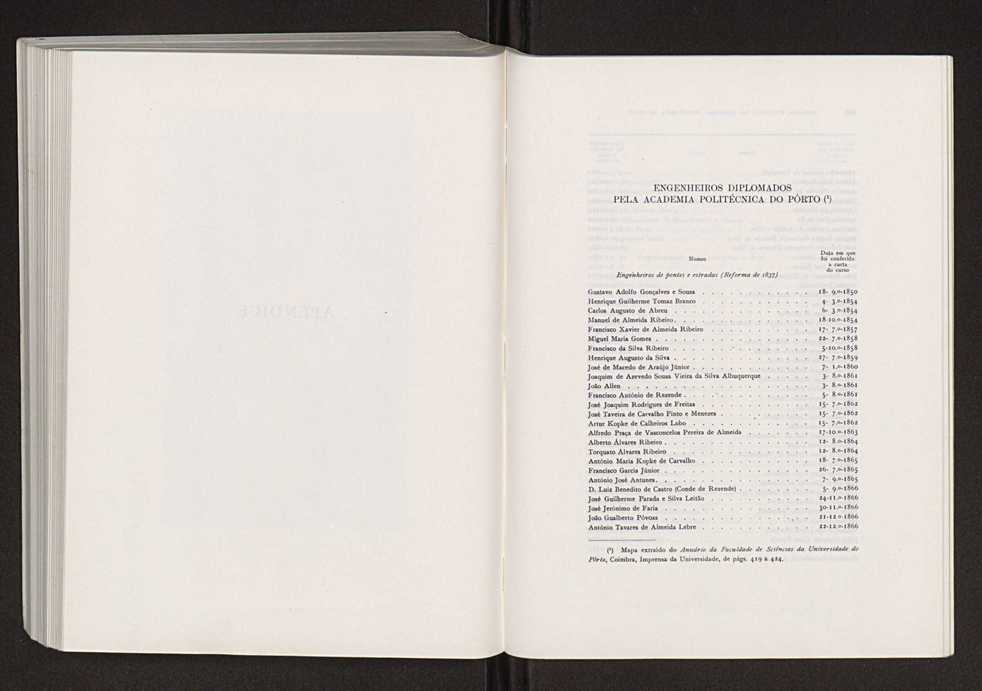 ENGENHEIROS DIPLOMADOS
PELA ACADEMIA POLITÉCNICA DO PÔRTO (¹)
Nomes
Data em que
foi conferida
a carta
do curso
Engenheiros de pontes e estradas (Reforma de 1837)
Gustavo Adolfo Gonçalves e Sousa . . . . . . . . . . . . 18- 9.º-1850
Henrique Guilherme Tomaz Branco . . . . . . . . . . . . 4- 3.º-1854
Carlos Augusto de Abreu . . . . . . . . . . . . . . . 6- 3.º-1854
Manuel de Almeida Ribeiro . . . . . . . . . . . . . . . 18-10.º-1854
Francisco Xavier de Almeida Ribeiro . . . . . . . . . . . 17- 7.º-1857
Miguel Maria Gomes . . . . . . . . . . . . . . . . . 22- 7.º-1858
Francisco da Silva Ribeiro . . . . . . . . . . . . . . . 5-10.º-1858
Henrique Augusto da Silva . . . . . . . . . . . . . . . 27- 7.º-1859
José de Macedo de Araújo Júnior . . . . . . . . . . . . . 7- 1.º-1860
Joaquim de Azevedo Sousa Vieira da Silva Albuquerque . . . . . 3- 8.º-1861
João Allen . . . . . . . . . . . . . . . . . . . . 3- 8.º-1861
Francisco António de Rezende . . . . . . . . . . . . . . 5- 8.º-1861
José Joaquim Rodrigues de Freitas . . . . . . . . . . . . 15- 7.º-1862
José Taveira de Carvalho Pinto e Menezes . . . . . . . . . . 15- 7.º-1862
Artur Kopke de Calheiros Lobo . . . . . . . . . . . . . 15- 7.º-1862
Alfredo Praça de Vasconcelos Pereira de Almeida . . . . . . . 17-10.º-1863
Alberto Álvares Ribeiro . . . . . . . . . . . . . . . . 12- 8.º-1864
Torquato Álvares Ribeiro . . . . . . . . . . . . . . . 12- 8.º-1864
António Maria Kopke de Carvalho . . . . . . . . . . . . 18- 7.º-1865
Francisco Garcia Júnior . . . . . . . . . . . . . . . . 26- 7.º-1865
António José Antunes . . . . . . . . . . . . . . . . . 7- 9.º-1865
D. Luiz Benedito de Castro (Conde de Rezende) . . . . . . . . 5- 9.º-1866
José Guilherme Parada e Silva Leitão . . . . . . . . . . . 24-11.º-1866
José Jerónimo de Faria . . . . . . . . . . . . . . . . 30-11.º-1866
João Gualberto Póvoas . . . . . . . . . . . . . . . . 21-12.º-1866
António Tavares de Almeida Lebre . . . . . . . . . . . . 22-12.º-1866
(¹) Mapa extraído do Anuário da Faculdade de Sciências da Universidade do
Pôrto, Coimbra, Imprensa da Universidade, de págs. 419 a 424.
APÊNDICE